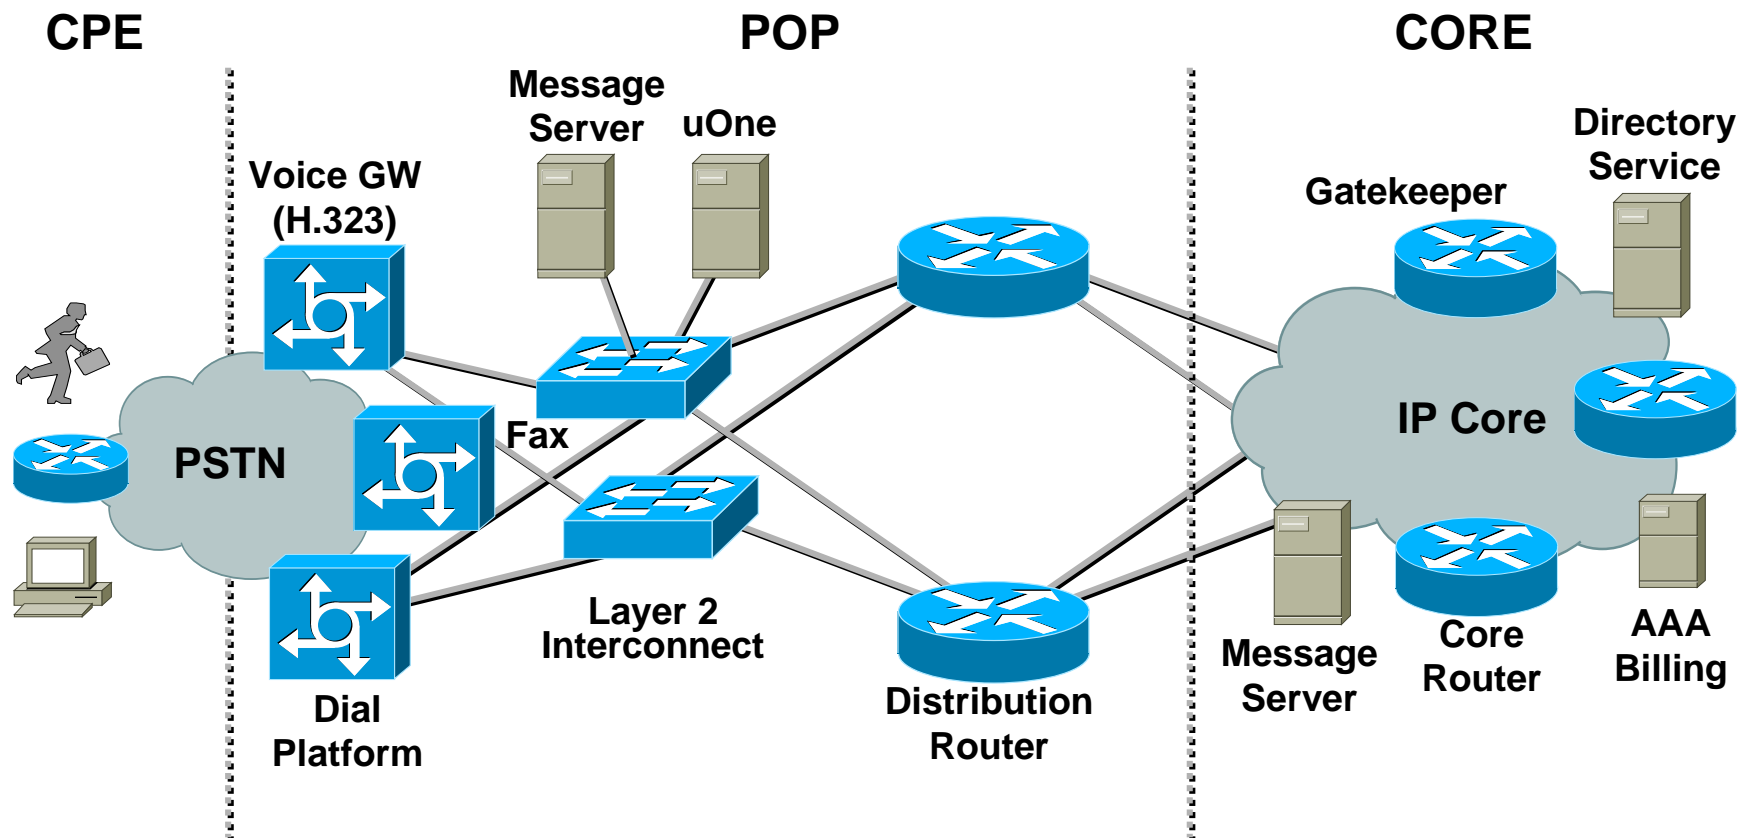 CPE
POP
CORE
Message
Server
uOne
Voice GW
(H.323)
Directory
Service
Gatekeeper
PSTN
Fax
IP Core
Layer 2
Interconnect
Dial
Platform
Distribution
Router
Message
Server
Core
Router
AAA
Billing